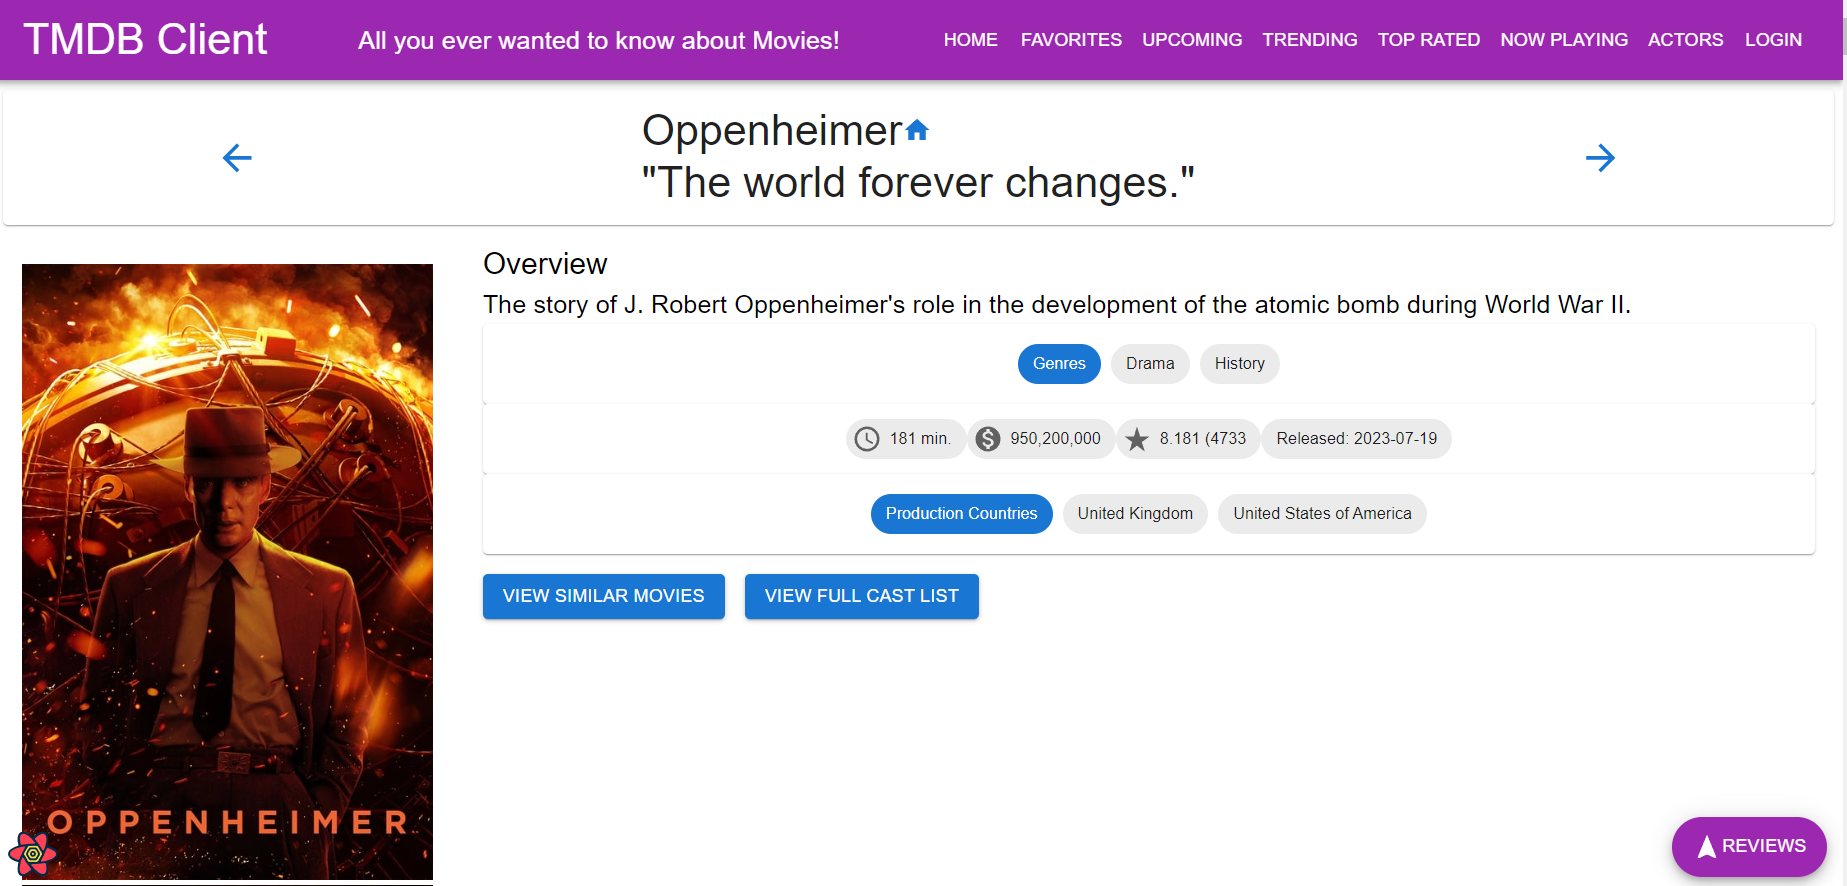 TMDB Client
All you ever wanted to know about Movies!
HOME FAVORITES UPCOMING TRENDING TOP RATED NOW PLAYING ACTORS LOGIN
Oppenheimer
"The world forever changes."
Overview
The story of J. Robert Oppenheimer's role in the development of the atomic bomb during World War II.
Genres Drama History
181 min. 950,200,000 8.181 (4733 Released: 2023-07-19
Production Countries United Kingdom United States of America
VIEW SIMILAR MOVIES VIEW FULL CAST LIST
OPPENHEIMER
REVIEWS